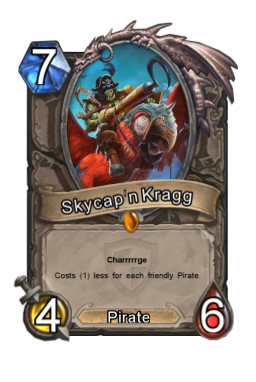 7
Skycap'n Kragg
Charrrrrge
Costs (1) less for each friendly Pirate
4
Pirate
6